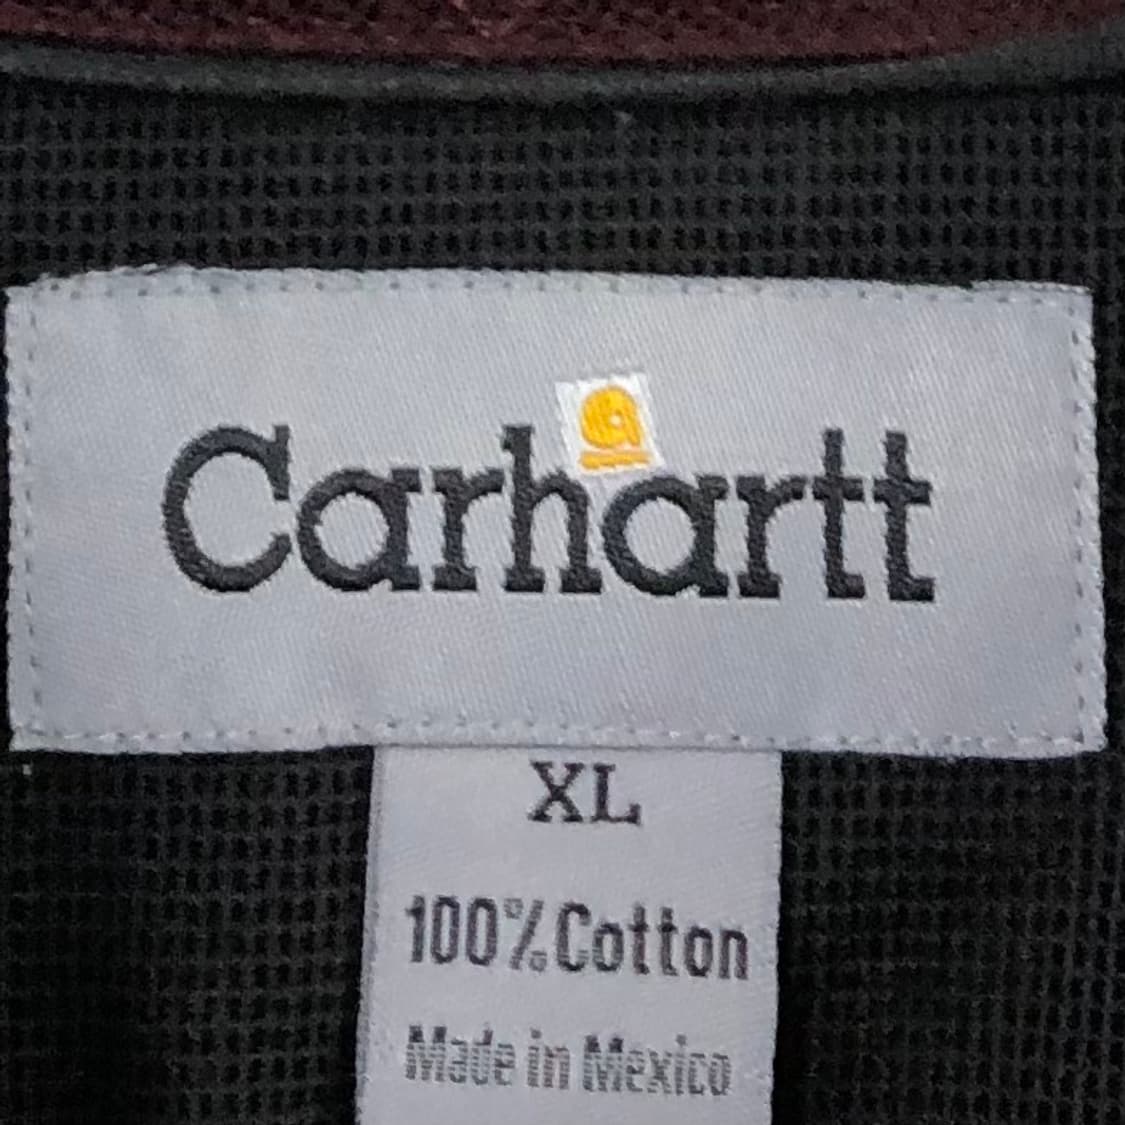 Carhartt
XL
100% Cotton
Made in Mexico